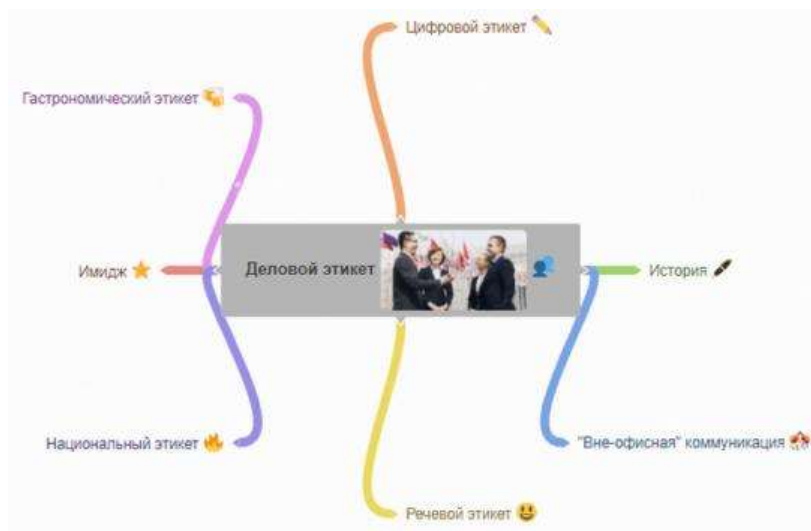 Цифровой этикет
Гастрономический этикет
Имидж
Деловой этикет
История
Национальный этикет
"Вне-офисная" коммуникация
Речевой этикет